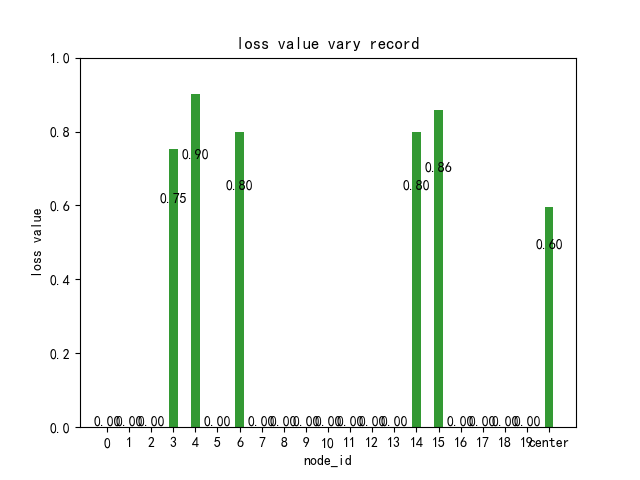 loss value vary record
loss value
1.0
0.8
0.6
0.4
0.2
0.0
0.00 0.00 0.00 0.75 0.90 0.00 0.80 0.00 0.00 0.00 0.00 0.00 0.00 0.00 0.80 0.86 0.00 0.00 0.00 0.00 0.60
0 1 2 3 4 5 6 7 8 9 10 11 12 13 14 15 16 17 18 19 center
node_id